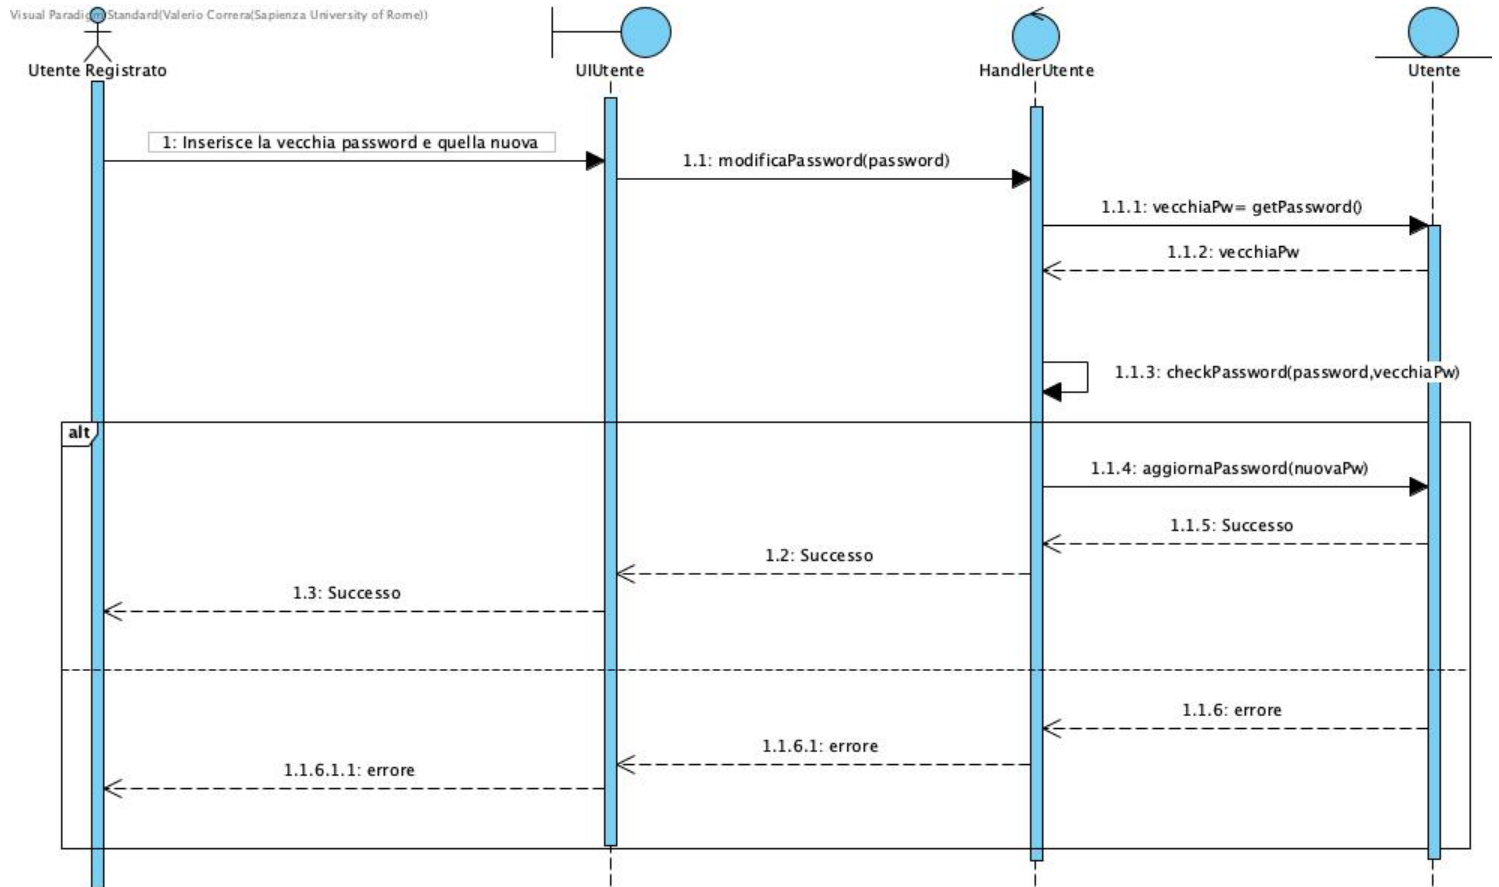 Visual Paradigm Standard(Valerio Correra(Sapienza University of Rome))
Utente Registrato
UIUtente
HandlerUtente
Utente
1: Inserisce la vecchia password e quella nuova
1.1: modificaPassword(password)
1.1.1: vecchiaPw= getPassword()
1.1.2: vecchiaPw
1.1.3: checkPassword(password,vecchiaPw)
alt
1.1.4: aggiornaPassword(nuovaPw)
1.1.5: Successo
1.2: Successo
1.3: Successo
1.1.6: errore
1.1.6.1: errore
1.1.6.1.1: errore